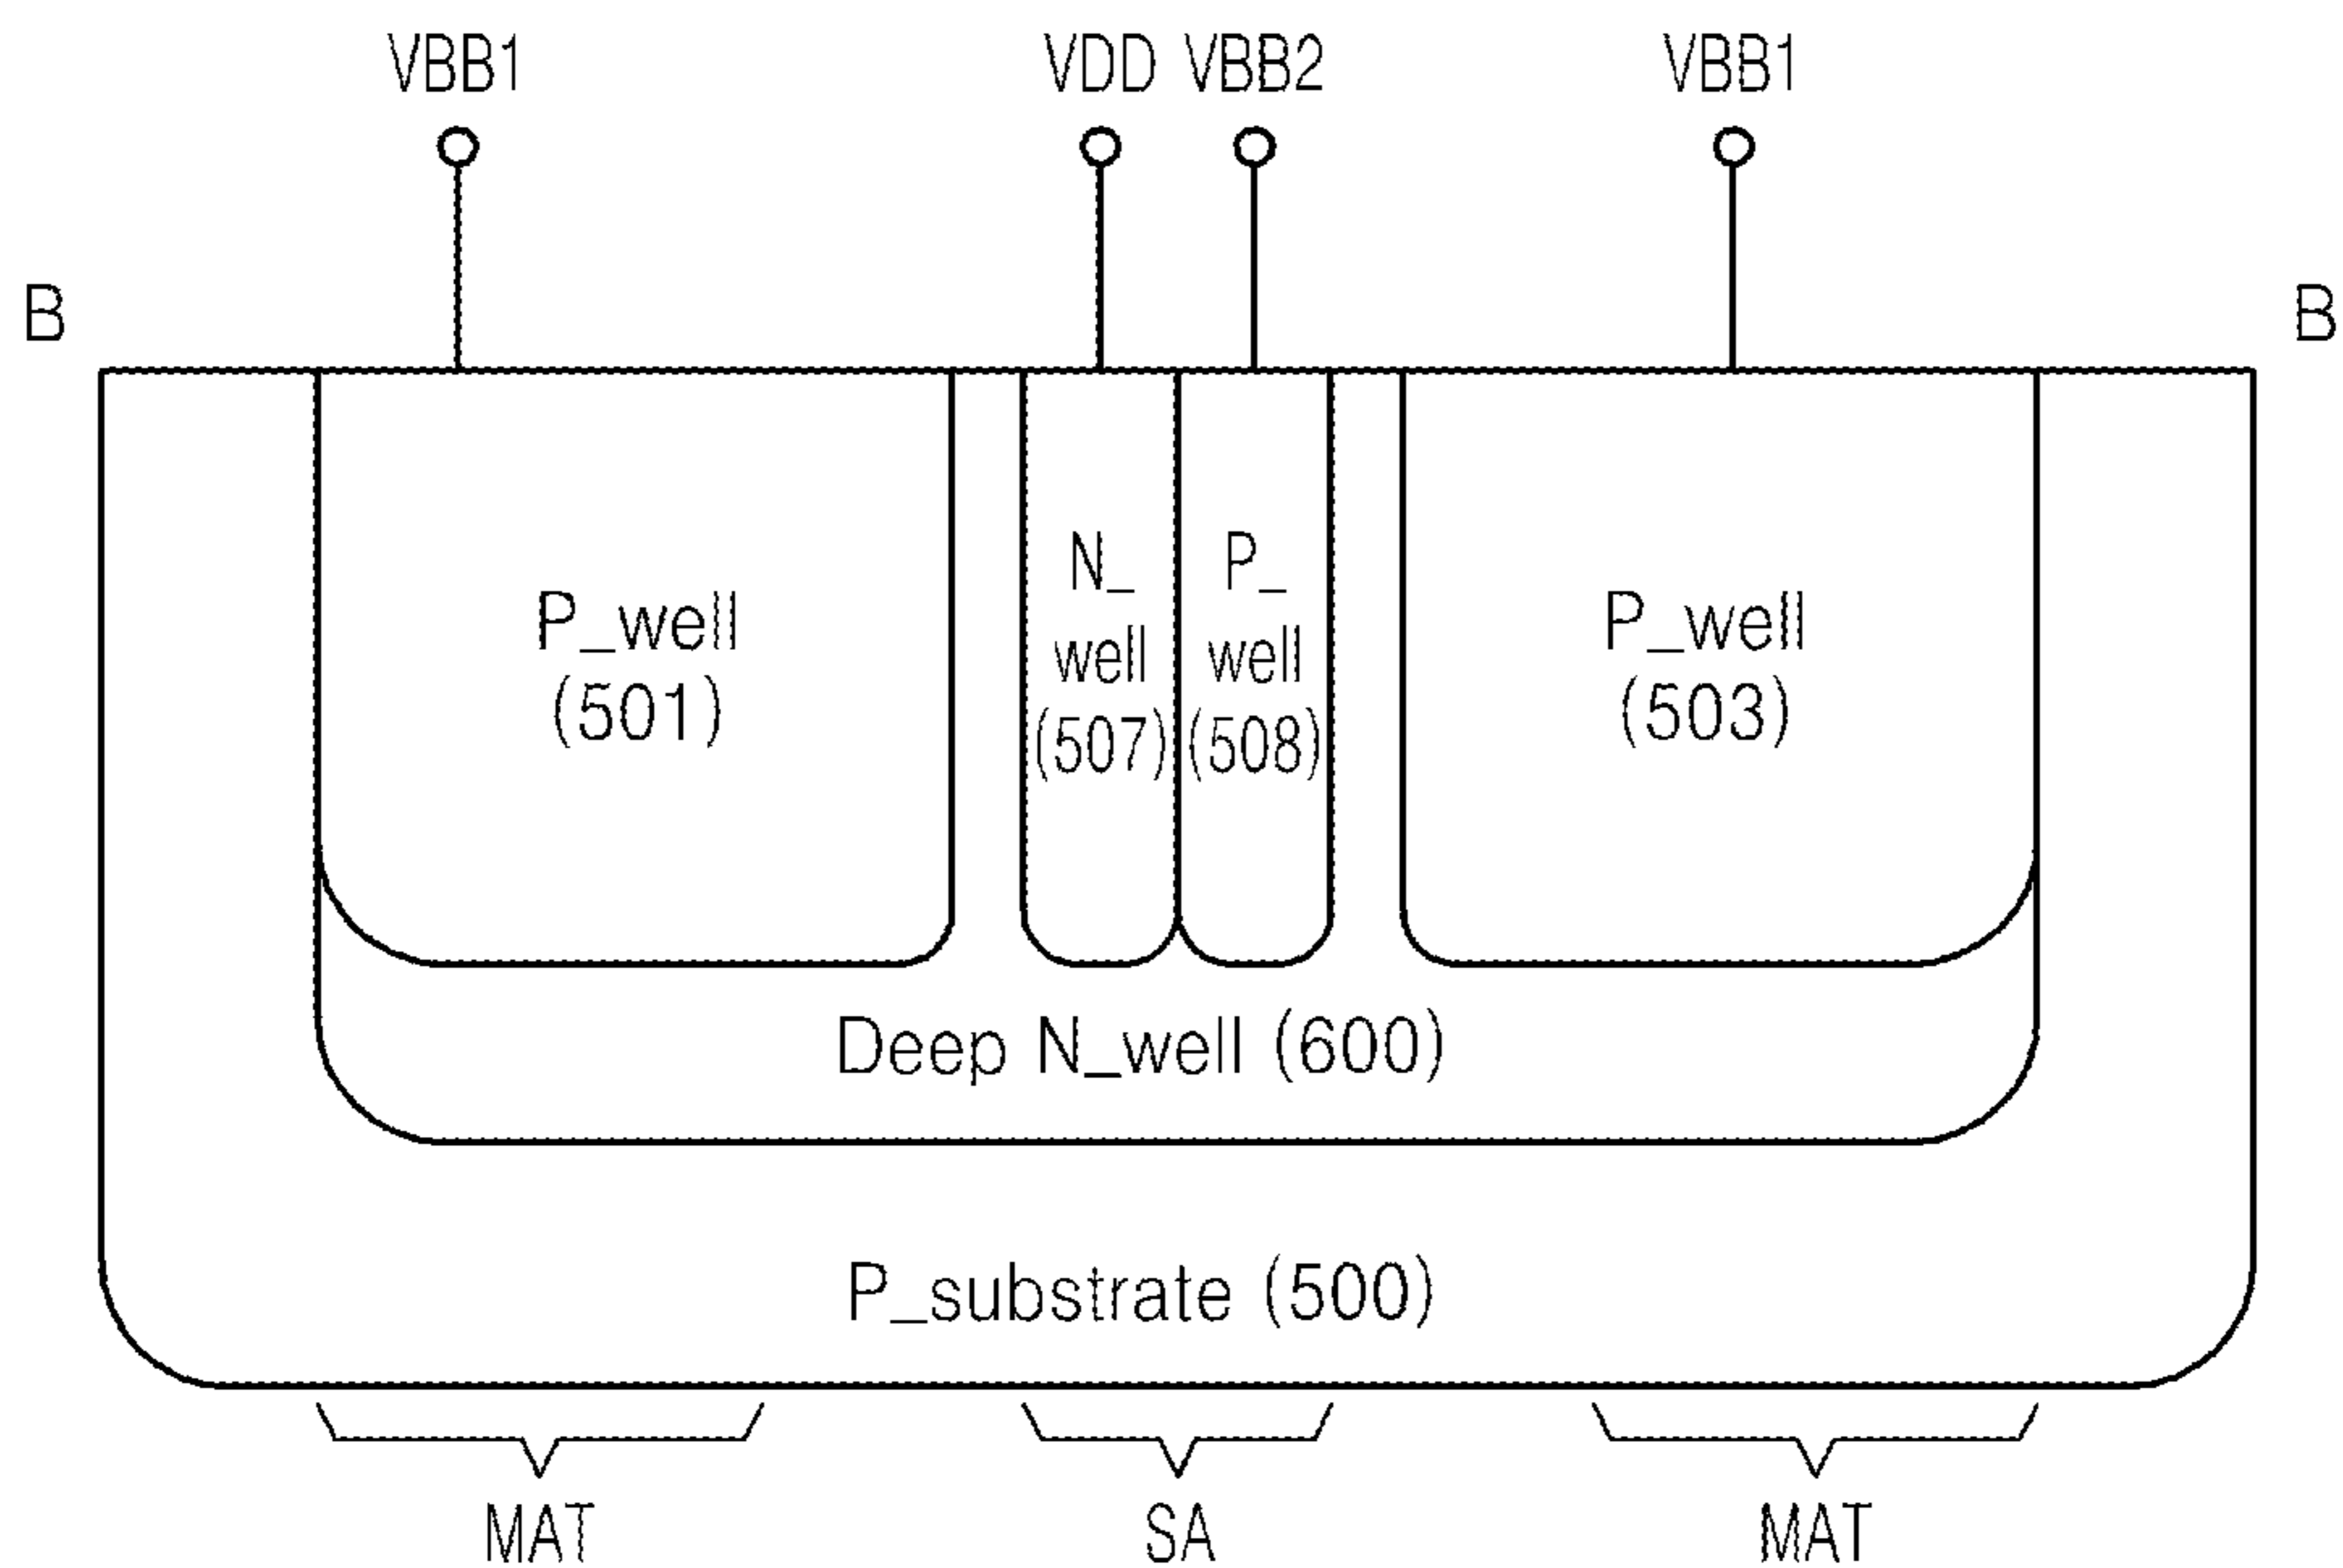 VBB1
VDD
VBB2
VBB1
B
B
P_well
(501)
N_
well
(507)
P_
well
(508)
P_well
(503)
Deep N_well (600)
P_substrate (500)
MAT
SA
MAT